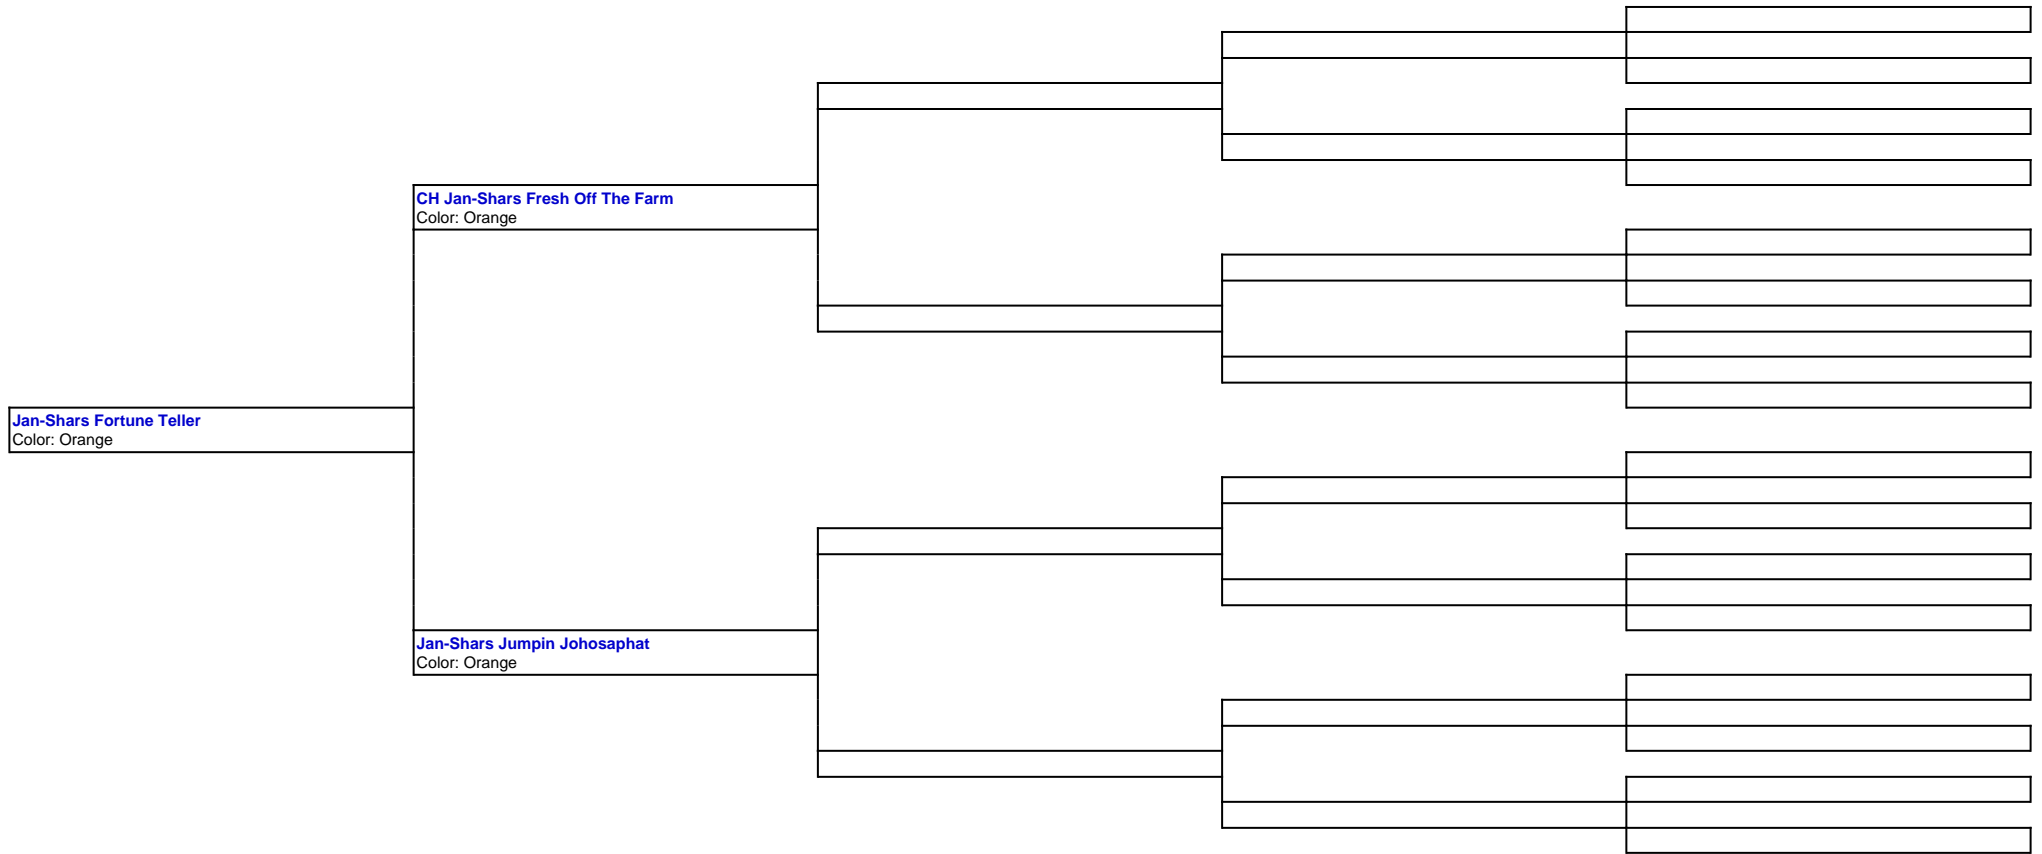 CH Jan-Shars Fresh Off The Farm
Color: Orange
Jan-Shars Fortune Teller
Color: Orange
Jan-Shars Jumpin Johosaphat
Color: Orange